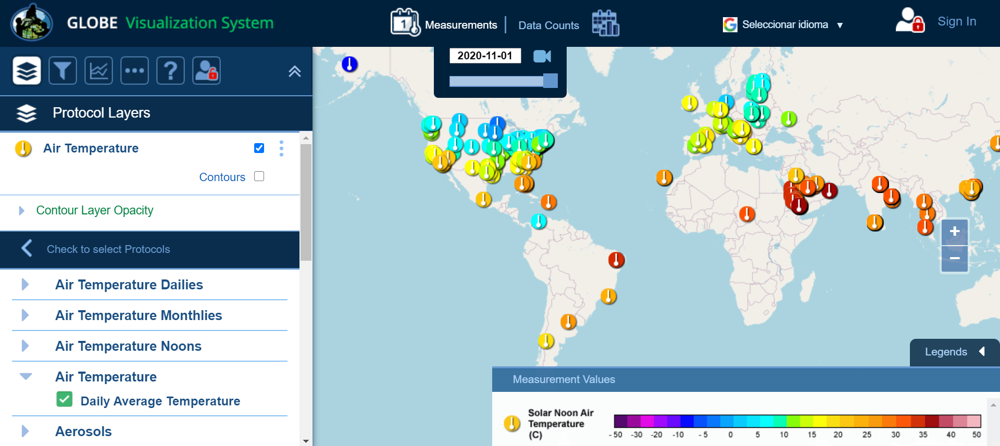 GLOBE Visualization System
1
Measurements
Data Counts
Seleccionar idioma ▼
Sign In
2020-11-01
?
Protocol Layers
Air Temperature
Contours
Contour Layer Opacity
Check to select Protocols
Air Temperature Dailies
Air Temperature Monthlies
Air Temperature Noons
Air Temperature
Daily Average Temperature
Aerosols
+
−
Legends
Measurement Values
Solar Noon Air
Temperature
(C)
- 50 -30 -20 -10 - 5 0 5 10 15 20 25 30 35 40 50